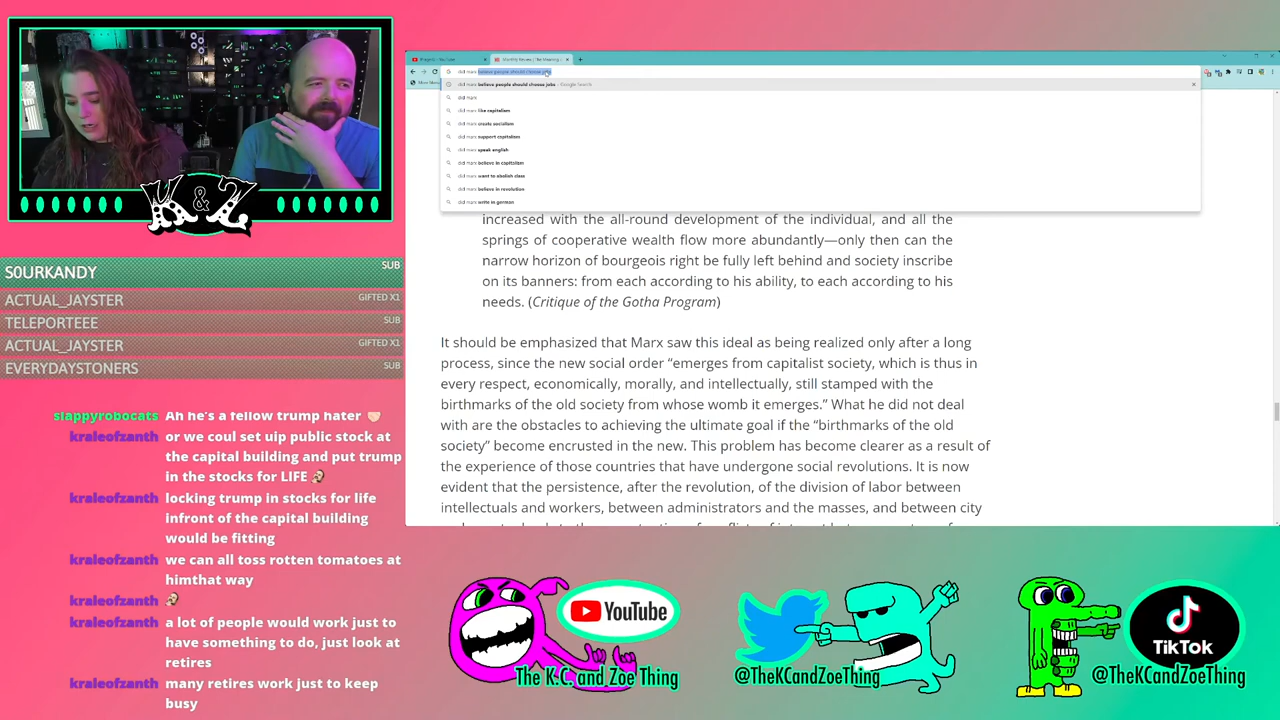 K&Z
S0URKANDY SUB
ACTUAL_JAYSTER GIFTED X1
TELEPORTEEE SUB
ACTUAL_JAYSTER GIFTED X1
EVERYDAYSTONERS SUB
slappyrobocats Ah he's a fellow trump hater
kraleofzanth or we coul set uip public stock at
the capital building and put trump
in the stocks for LIFE
kraleofzanth locking trump in stocks for life
infront of the capital building
would be fitting
kraleofzanth we can all toss rotten tomatoes at
himthat way
kraleofzanth
kraleofzanth a lot of people would work just to
have something to do, just look at
retires
kraleofzanth many retires work just to keep
busy
did marx believe people should choose jobs
did marx believe people should choose jobs - Google Search
did marx
did marx like capitalism
did marx create socialism
did marx support capitalism
did marx speak english
did marx believe in capitalism
did marx want to abolish class
did marx believe in revolution
did marx write in german
increased with the all-round development of the individual, and all the
springs of cooperative wealth flow more abundantly—only then can the
narrow horizon of bourgeois right be fully left behind and society inscribe
on its banners: from each according to his ability, to each according to his
needs. (Critique of the Gotha Program)
It should be emphasized that Marx saw this ideal as being realized only after a long
process, since the new social order “emerges from capitalist society, which is thus in
every respect, economically, morally, and intellectually, still stamped with the
birthmarks of the old society from whose womb it emerges.” What he did not deal
with are the obstacles to achieving the ultimate goal if the “birthmarks of the old
society” become encrusted in the new. This problem has become clearer as a result of
the experience of those countries that have undergone social revolutions. It is now
evident that the persistence, after the revolution, of the division of labor between
intellectuals and workers, between administrators and the masses, and between city
YouTube
The K.C. and Zoe Thing
@TheKCandZoeThing
TikTok
@TheKCandZoeThing